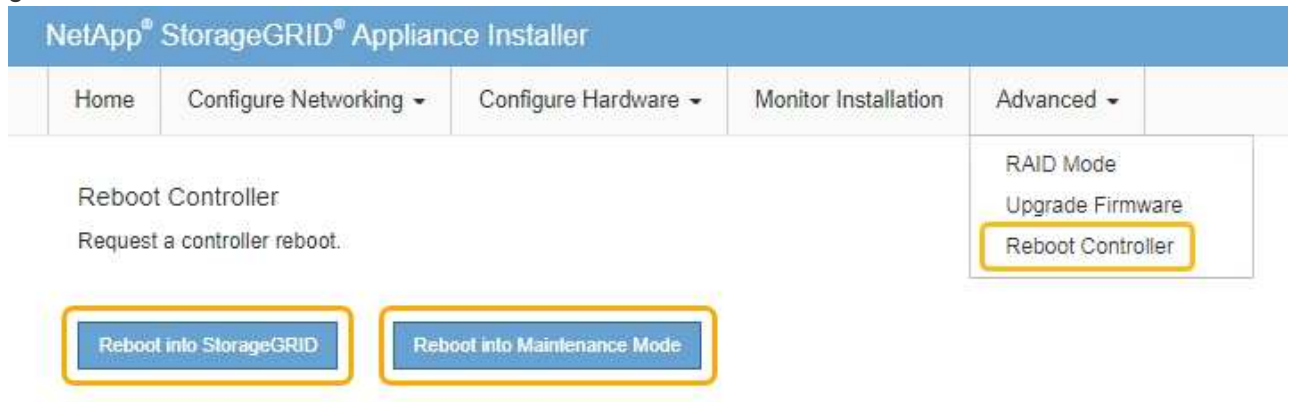 NetApp® StorageGRID® Appliance Installer
Home Configure Networking Configure Hardware Monitor Installation Advanced
RAID Mode
Upgrade Firmware
Reboot Controller
Reboot Controller
Request a controller reboot.
Reboot into StorageGRID Reboot into Maintenance Mode